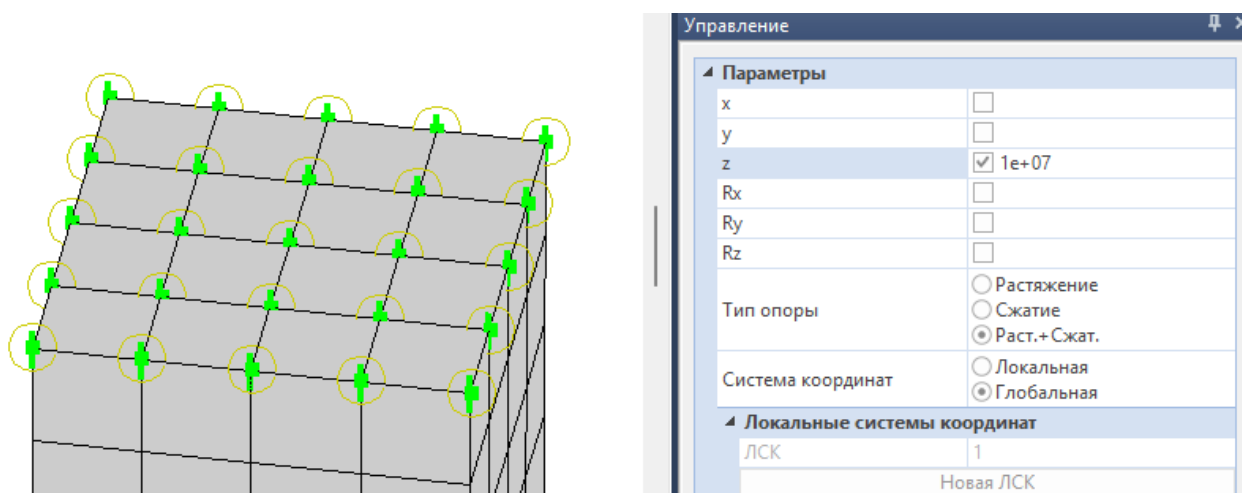 Управление
Параметры
x
y
z 1e+07
Rx
Ry
Rz
Тип опоры
Растяжение
Сжатие
Раст.+Сжат.
Система координат
Локальная
Глобальная
Локальные системы координат
ЛСК 1
Новая ЛСК